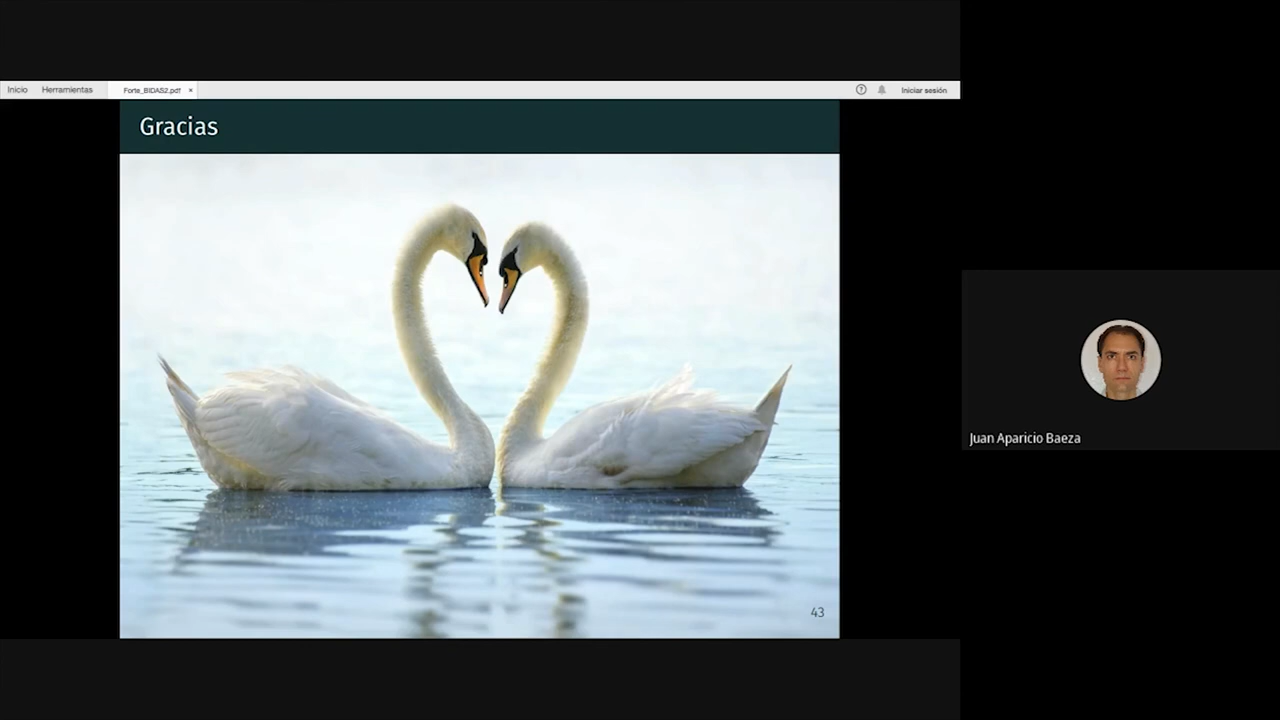 Inicio Herramientas Forte_BIDAS2.pdf × Iniciar sesión
Gracias
43
Juan Aparicio Baeza